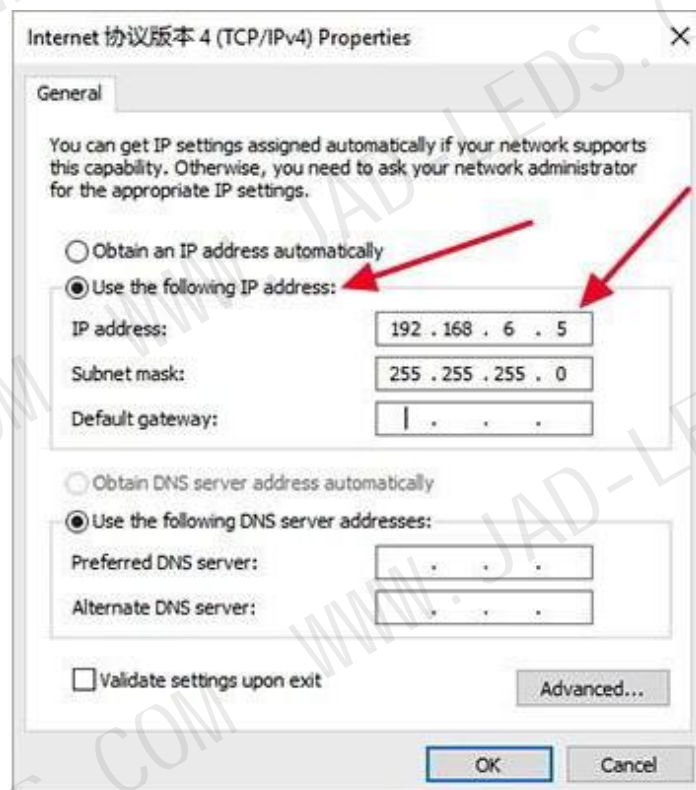 Internet 协议版本 4 (TCP/IPv4) Properties
General
You can get IP settings assigned automatically if your network supports
this capability. Otherwise, you need to ask your network administrator
for the appropriate IP settings.
Obtain an IP address automatically
Use the following IP address:
IP address: 192 . 168 . 6 . 5
Subnet mask: 255 . 255 . 255 . 0
Default gateway: . . .
Obtain DNS server address automatically
Use the following DNS server addresses:
Preferred DNS server: . . .
Alternate DNS server: . . .
Validate settings upon exit
Advanced...
OK Cancel
WWW.JAD-LEDS.COM